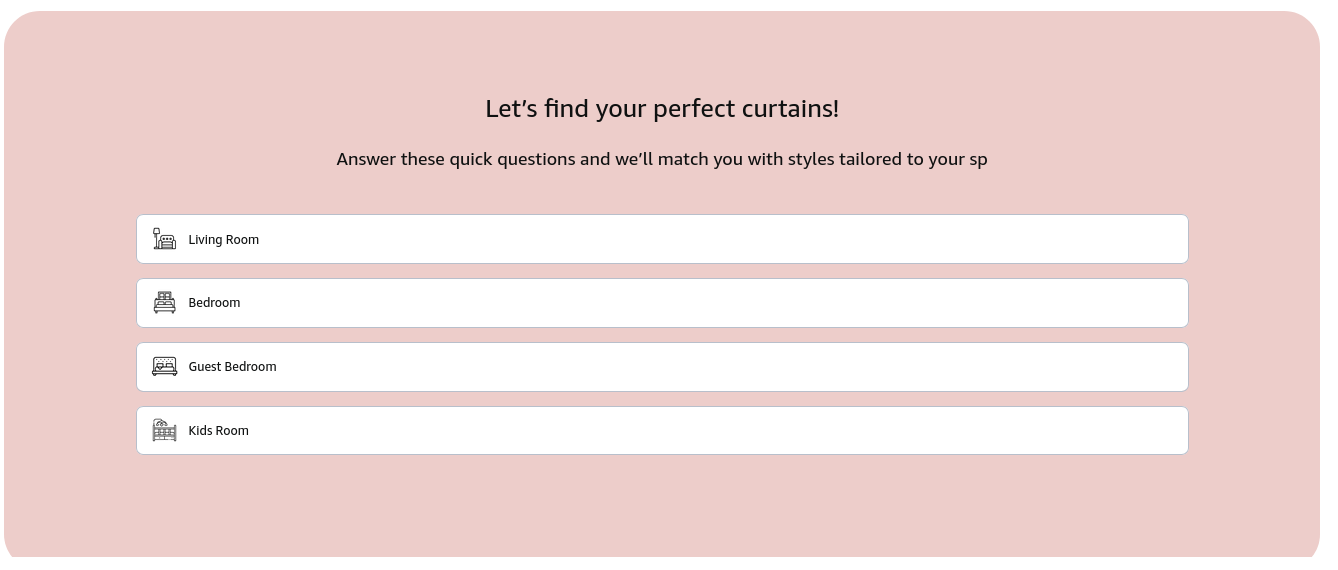 Let’s find your perfect curtains!
Answer these quick questions and we’ll match you with styles tailored to your sp
Living Room
Bedroom
Guest Bedroom
Kids Room